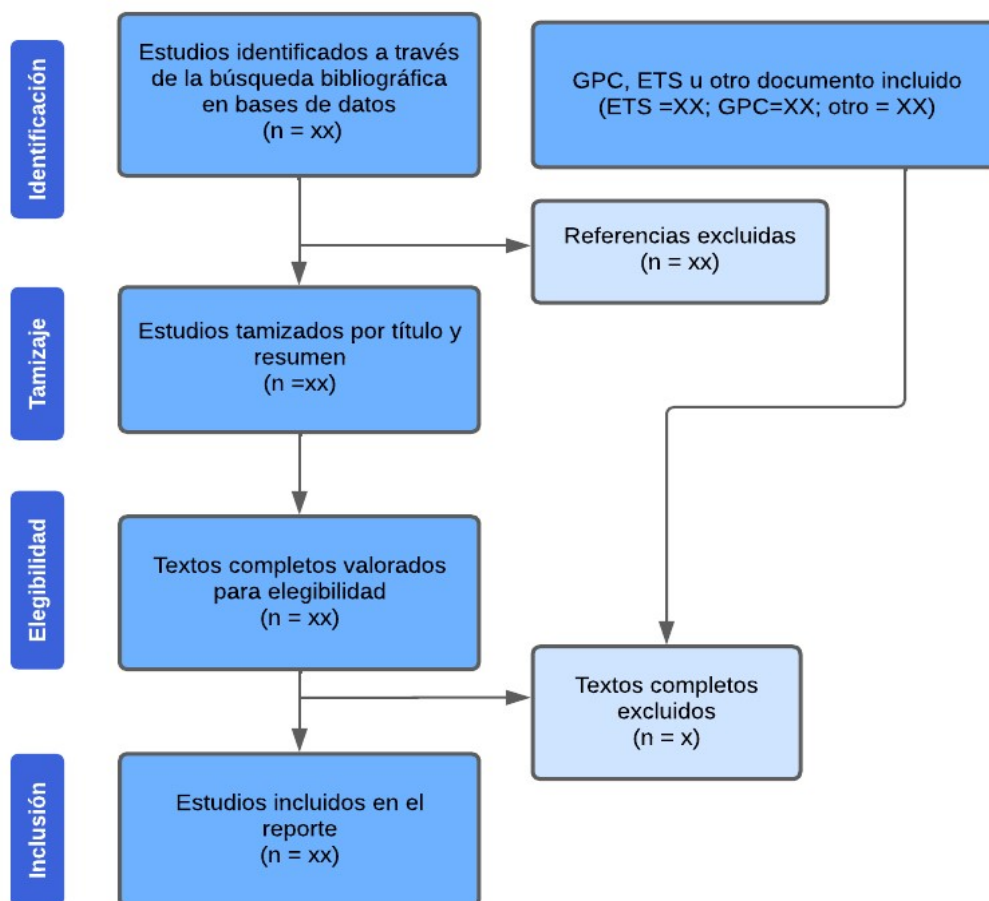 Identificación
Estudios identificados a través
de la búsqueda bibliográfica
en bases de datos
(n = xx)
GPC, ETS u otro documento incluido
(ETS =XX; GPC=XX; otro = XX)
Referencias excluidas
(n = xx)
Tamizaje
Estudios tamizados por título y
resumen
(n =xx)
Elegibilidad
Textos completos valorados
para elegibilidad
(n = xx)
Textos completos
excluidos
(n = x)
Inclusión
Estudios incluidos en el
reporte
(n = xx)